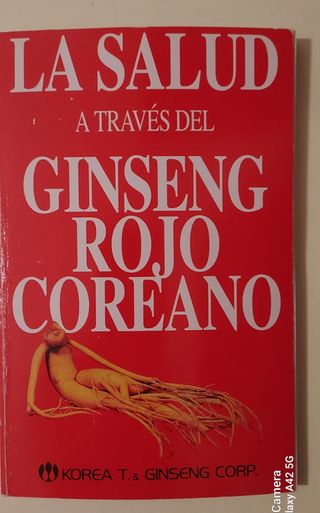 LA SALUD
A TRAVÉS DEL
GINSENG
ROJO
COREANO
KOREA T. & GINSENG CORP.
Camera
laxy A42 5G